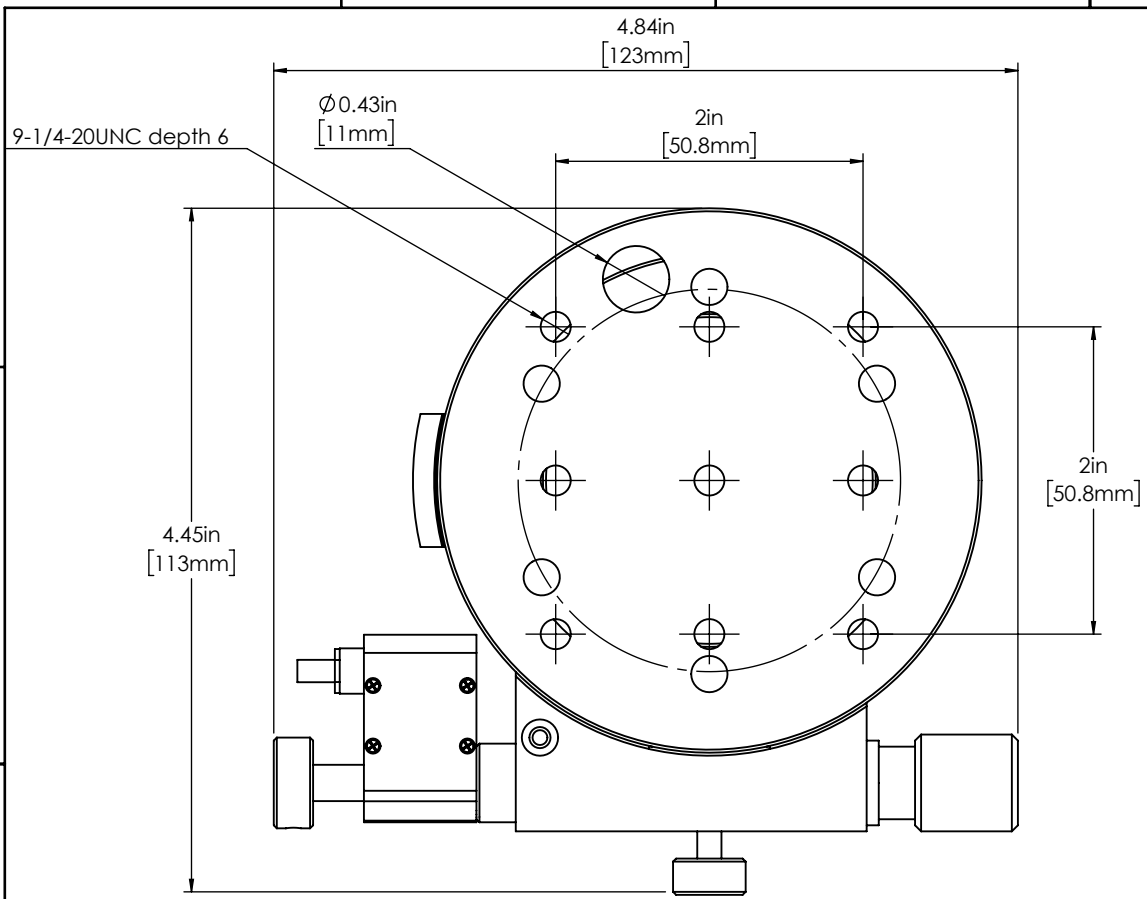 4.84in
[123mm]
Ø0.43in
[11mm]
2in
[50.8mm]
9-1/4-20UNC depth 6
2in
[50.8mm]
4.45in
[113mm]